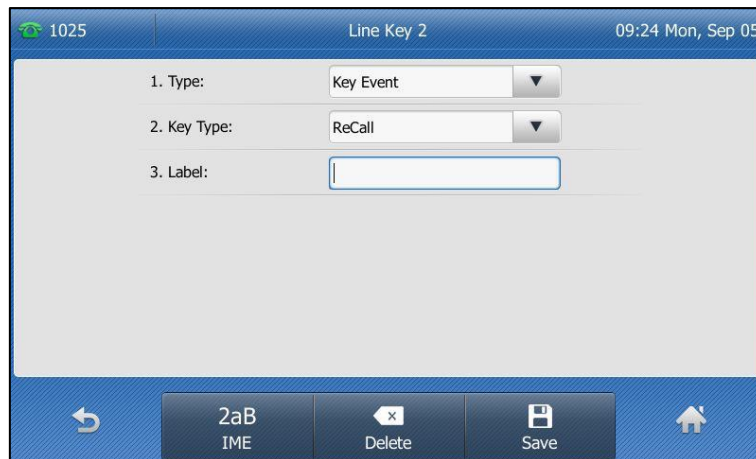 1025 Line Key 2 09:24 Mon, Sep 05
1. Type: Key Event
2. Key Type: ReCall
3. Label:
2aB
IME Delete Save